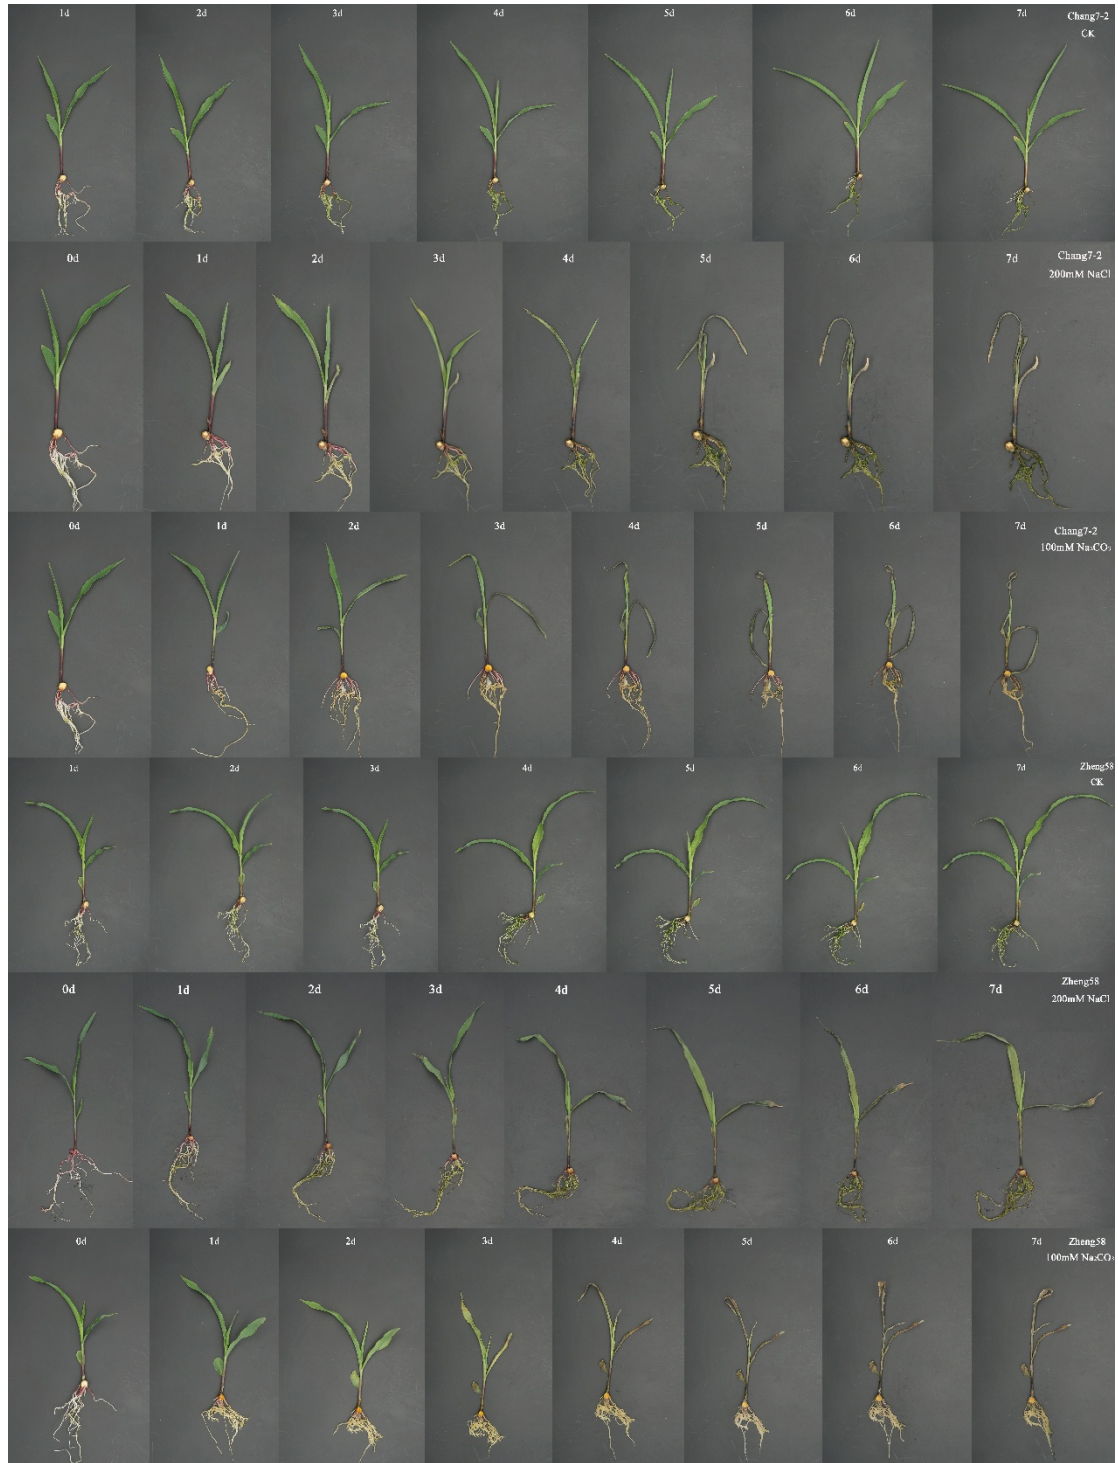 1d 2d 3d 4d 5d 6d 7d Chang7-2
CK
0d 1d 2d 3d 4d 5d 6d 7d Chang7-2
200mM NaCl
0d 1d 2d 3d 4d 5d 6d 7d Chang7-2
100mM Na₂CO₃
1d 2d 3d 4d 5d 6d 7d Zheng58
CK
0d 1d 2d 3d 4d 5d 6d 7d Zheng58
200mM NaCl
0d 1d 2d 3d 4d 5d 6d 7d Zheng58
100mM Na₂CO₃